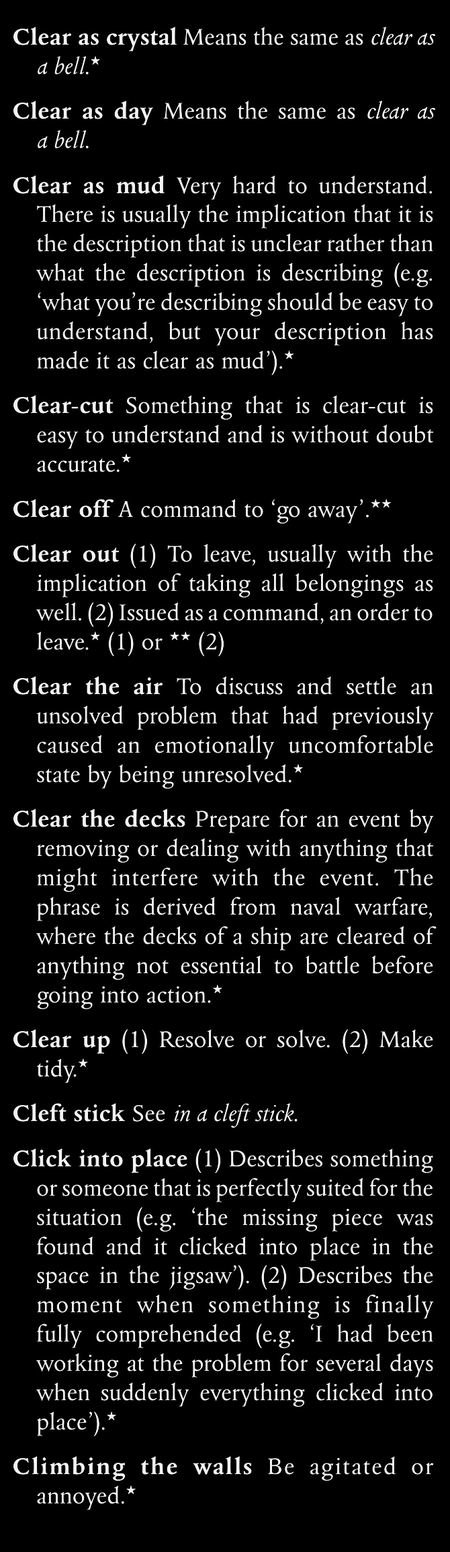 Clear as crystal Means the same as clear as
a bell.★
Clear as day Means the same as clear as
a bell.
Clear as mud Very hard to understand.
There is usually the implication that it is
the description that is unclear rather than
what the description is describing (e.g.
‘what you’re describing should be easy to
understand, but your description has
made it as clear as mud’).★
Clear-cut Something that is clear-cut is
easy to understand and is without doubt
accurate.★
Clear off A command to ‘go away’.★★
Clear out (1) To leave, usually with the
implication of taking all belongings as
well. (2) Issued as a command, an order to
leave.★ (1) or ★★ (2)
Clear the air To discuss and settle an
unsolved problem that had previously
caused an emotionally uncomfortable
state by being unresolved.★
Clear the decks Prepare for an event by
removing or dealing with anything that
might interfere with the event. The
phrase is derived from naval warfare,
where the decks of a ship are cleared of
anything not essential to battle before
going into action.★
Clear up (1) Resolve or solve. (2) Make
tidy.★
Cleft stick See in a cleft stick.
Click into place (1) Describes something
or someone that is perfectly suited for the
situation (e.g. ‘the missing piece was
found and it clicked into place in the
space in the jigsaw’). (2) Describes the
moment when something is finally
fully comprehended (e.g. ‘I had been
working at the problem for several days
when suddenly everything clicked into
place’).★
Climbing the walls Be agitated or
annoyed.★